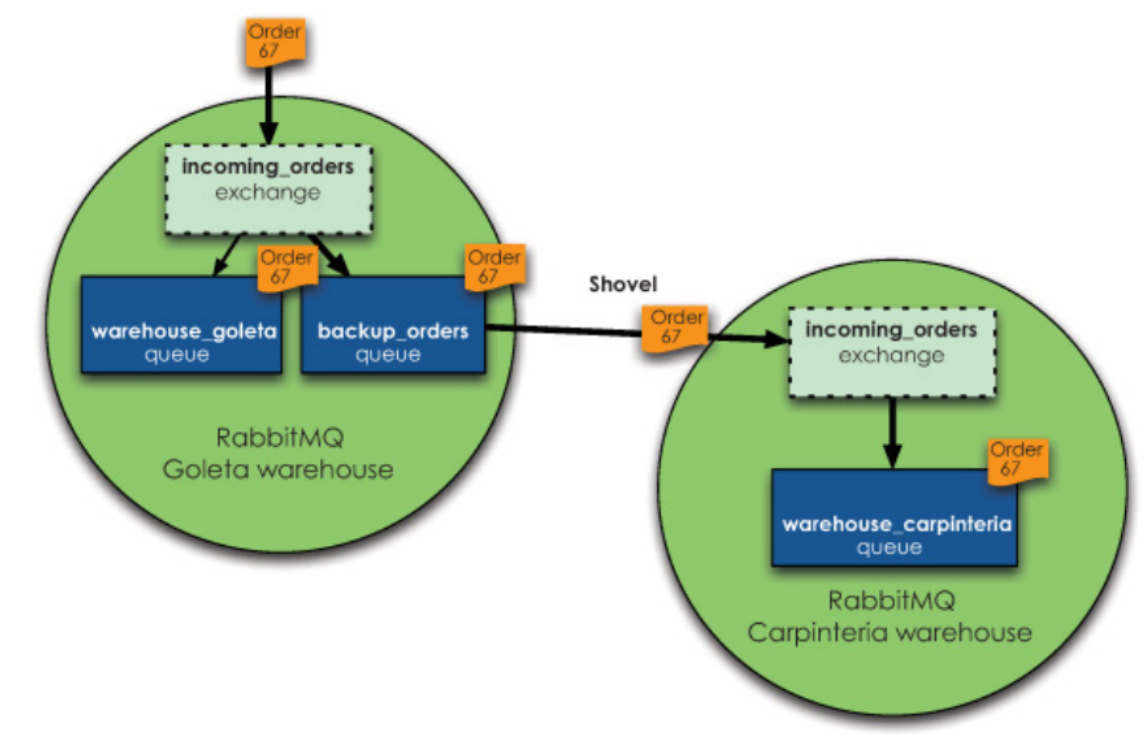 Order
67
incoming_orders
exchange
Order
67
Order
67
warehouse_goleta
queue
backup_orders
queue
RabbitMQ
Goleta warehouse
Shovel
Order
67
incoming_orders
exchange
Order
67
warehouse_carpinteria
queue
RabbitMQ
Carpinteria warehouse